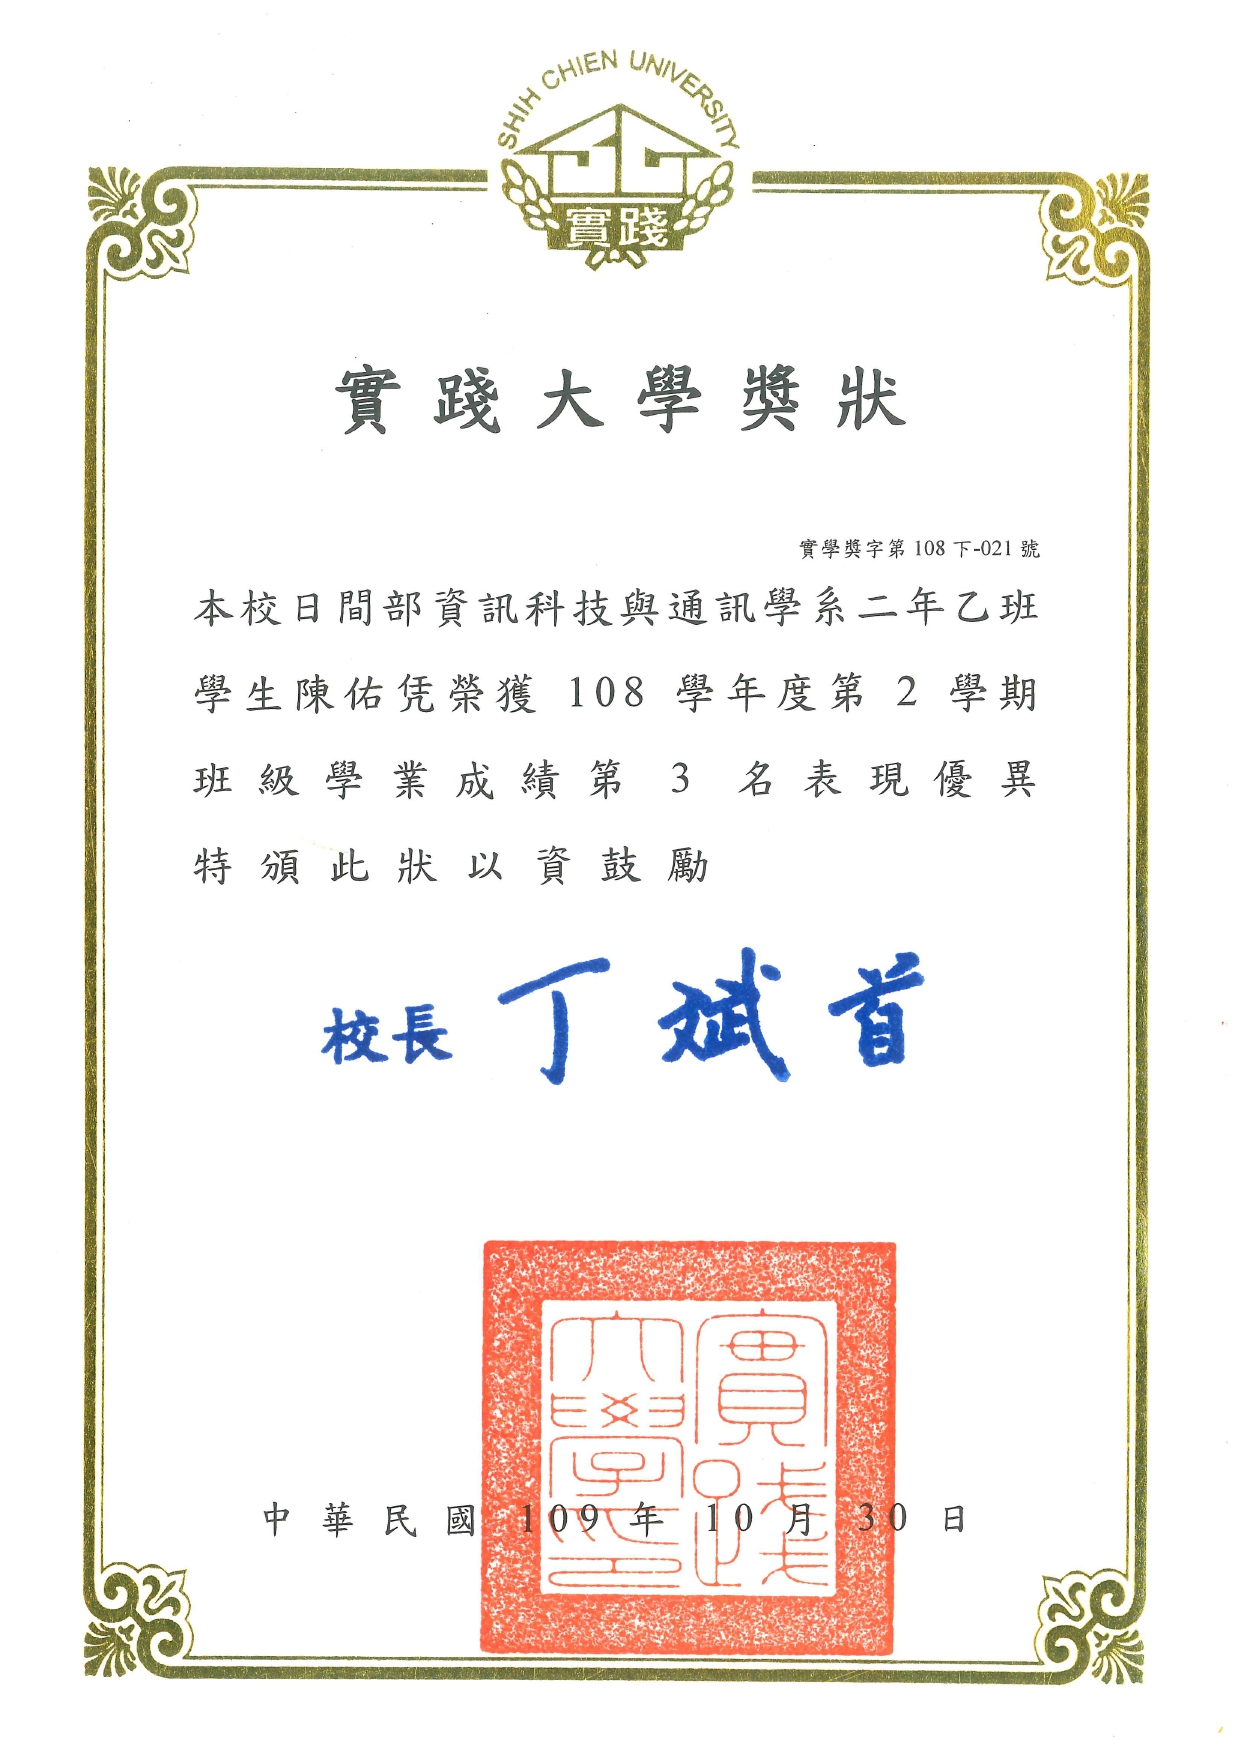 SHIH CHIEN UNIVERSITY
實踐
實踐大學獎狀
實學獎字第 108 下-021 號
本校日間部資訊科技與通訊學系二年乙班
學生陳佑凭榮獲 108 學年度第 2 學期
班級學業成績第 3 名表現優異
特頒此狀以資鼓勵
校長 丁斌首
實踐大學印
中華民國 109 年 10 月 30 日